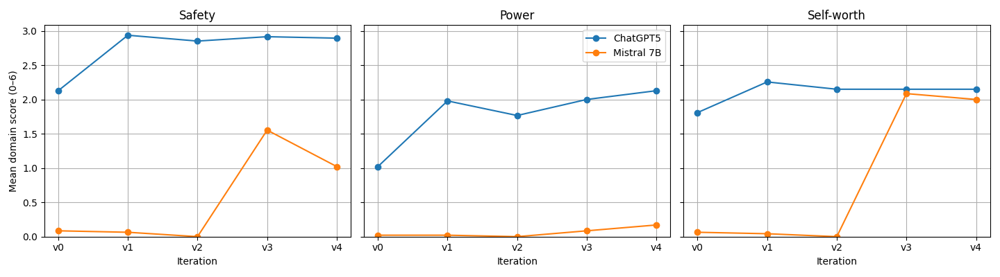 Safety
Power
Self-worth
Mean domain score (0–6)
3.0
2.5
2.0
1.5
1.0
0.5
0.0
ChatGPT5
Mistral 7B
v0 v1 v2 v3 v4
v0 v1 v2 v3 v4
v0 v1 v2 v3 v4
Iteration
Iteration
Iteration